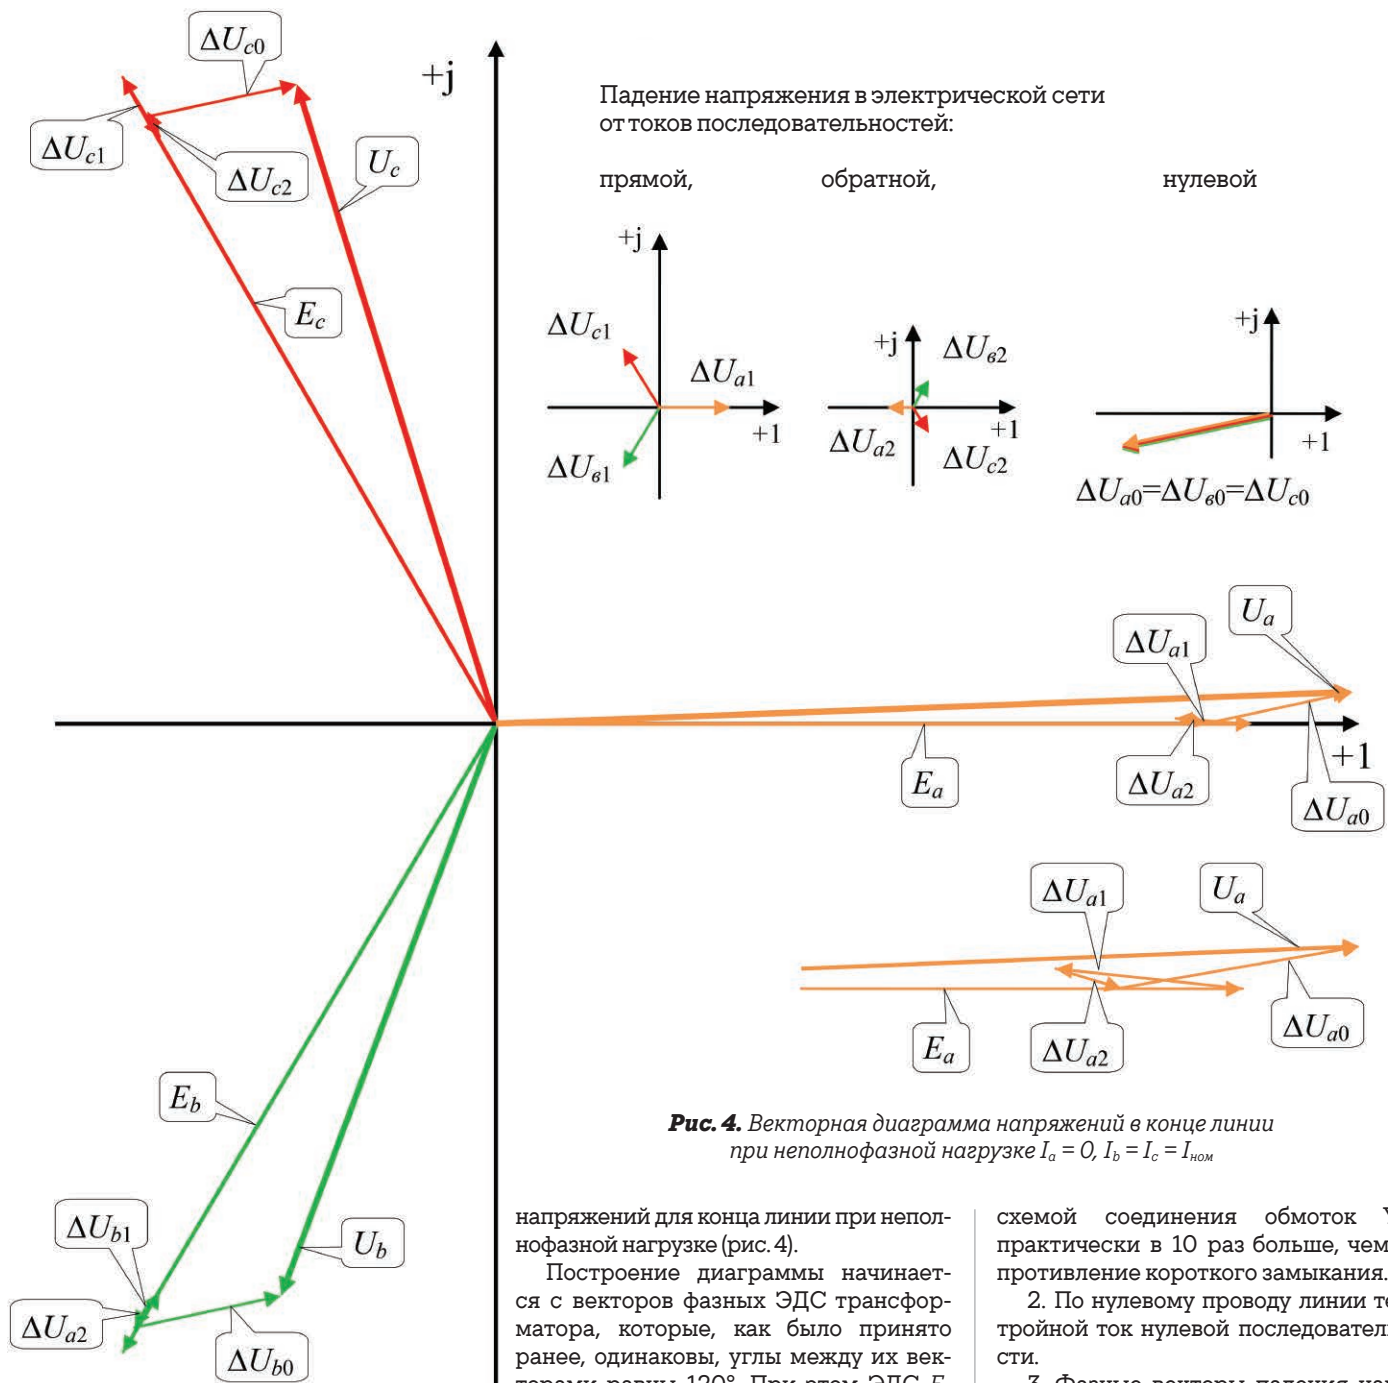 ΔU_c0
+j
ΔU_c1
ΔU_c2
U_c
E_c
Падение напряжения в электрической сети
от токов последовательностей:
прямой, обратной, нулевой
+j
ΔU_c1
ΔU_a1
+1
ΔU_в1
+j
ΔU_в2
ΔU_a2
+1
ΔU_c2
+j
+1
ΔU_a0=ΔU_в0=ΔU_c0
U_a
ΔU_a1
+1
E_a
ΔU_a2
ΔU_a0
ΔU_a1
U_a
E_a
ΔU_a2
ΔU_a0
E_b
ΔU_b1
U_b
ΔU_a2
ΔU_b0
Рис. 4. Векторная диаграмма напряжений в конце линии
при неполнофазной нагрузке I_a = 0, I_b = I_c = I_ном
напряжений для конца линии при непол-
нофазной нагрузке (рис. 4).
Построение диаграммы начинает-
ся с векторов фазных ЭДС трансфор-
матора, которые, как было принято
ранее, одинаковы, углы между их век-
схемой соединения обмоток
практически в 10 раз больше, чем
противление короткого замыкания.
2. По нулевому проводу линии те
тройной ток нулевой последователь
сти.